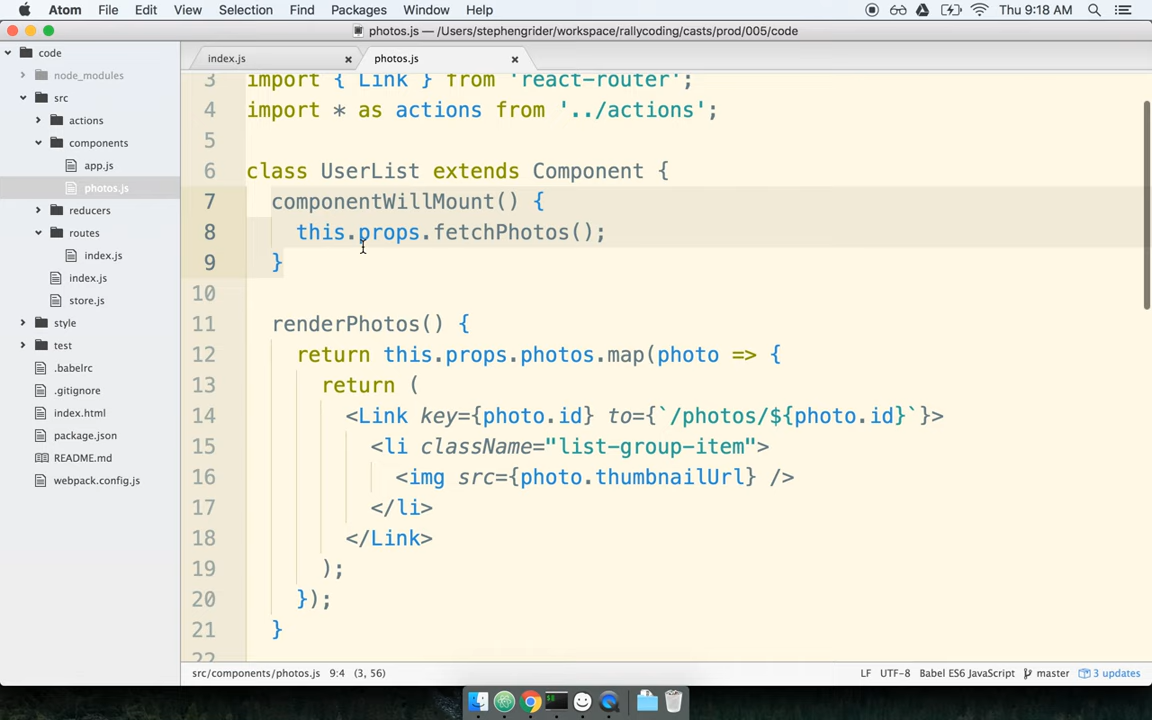 Atom File Edit View Selection Find Packages Window Help Thu 9:18 AM
photos.js — /Users/stephengrider/workspace/rallycoding/casts/prod/005/code
code
node_modules
src
actions
components
app.js
photos.js
reducers
routes
index.js
index.js
store.js
style
test
.babelrc
.gitignore
index.html
package.json
README.md
webpack.config.js
index.js photos.js
3 import { Link } from 'react-router';
4 import * as actions from '../actions';
5
6 class UserList extends Component {
7 componentWillMount() {
8 this.props.fetchPhotos();
9 }
10
11 renderPhotos() {
12 return this.props.photos.map(photo => {
13 return (
14 <Link key={photo.id} to={`/photos/${photo.id}`}>
15 <li className="list-group-item">
16 <img src={photo.thumbnailUrl} />
17 </li>
18 </Link>
19 );
20 });
21 }
22
src/components/photos.js 9:4 (3, 56) LF UTF-8 Babel ES6 JavaScript master 3 updates